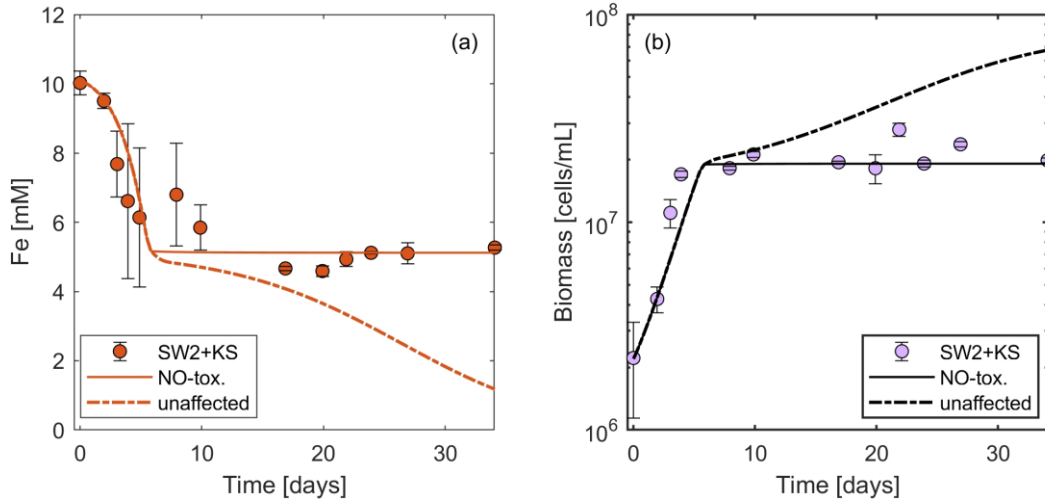 (a)
12
10
8
6
4
2
0
Fe [mM]
SW2+KS
NO-tox.
unaffected
0 10 20 30
Time [days]
(b)
10^8
10^7
10^6
Biomass [cells/mL]
SW2+KS
NO-tox.
unaffected
0 10 20 30
Time [days]